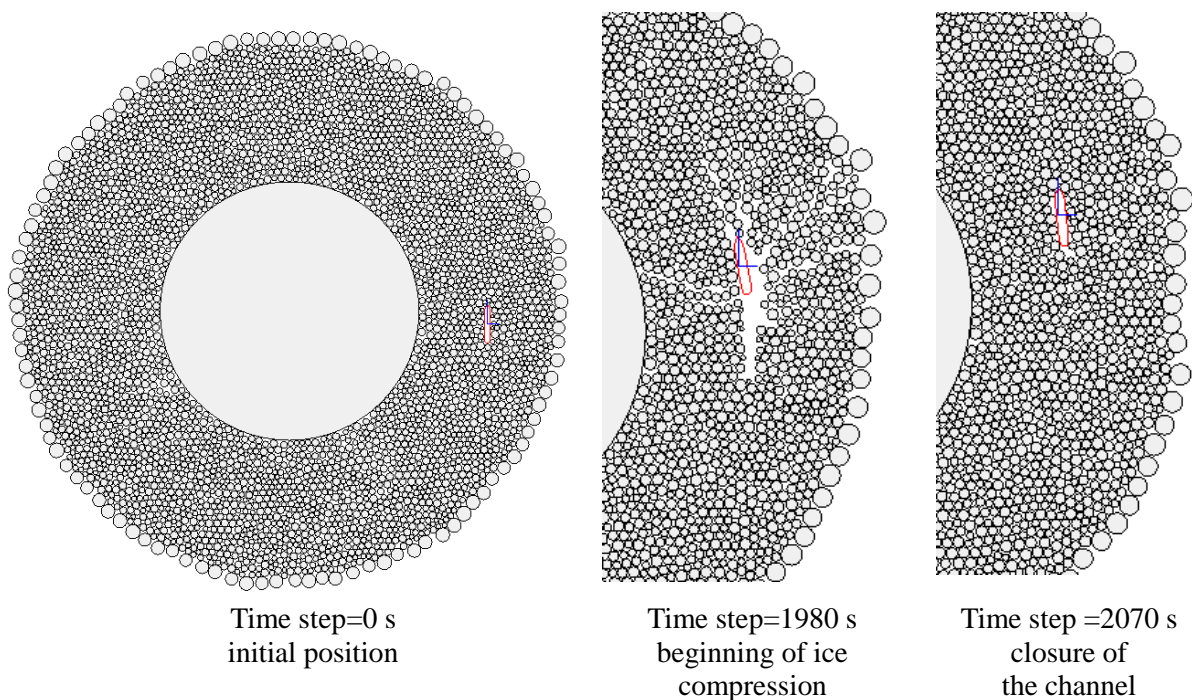 Time step=0 s
initial position
Time step=1980 s
beginning of ice
compression
Time step =2070 s
closure of
the channel